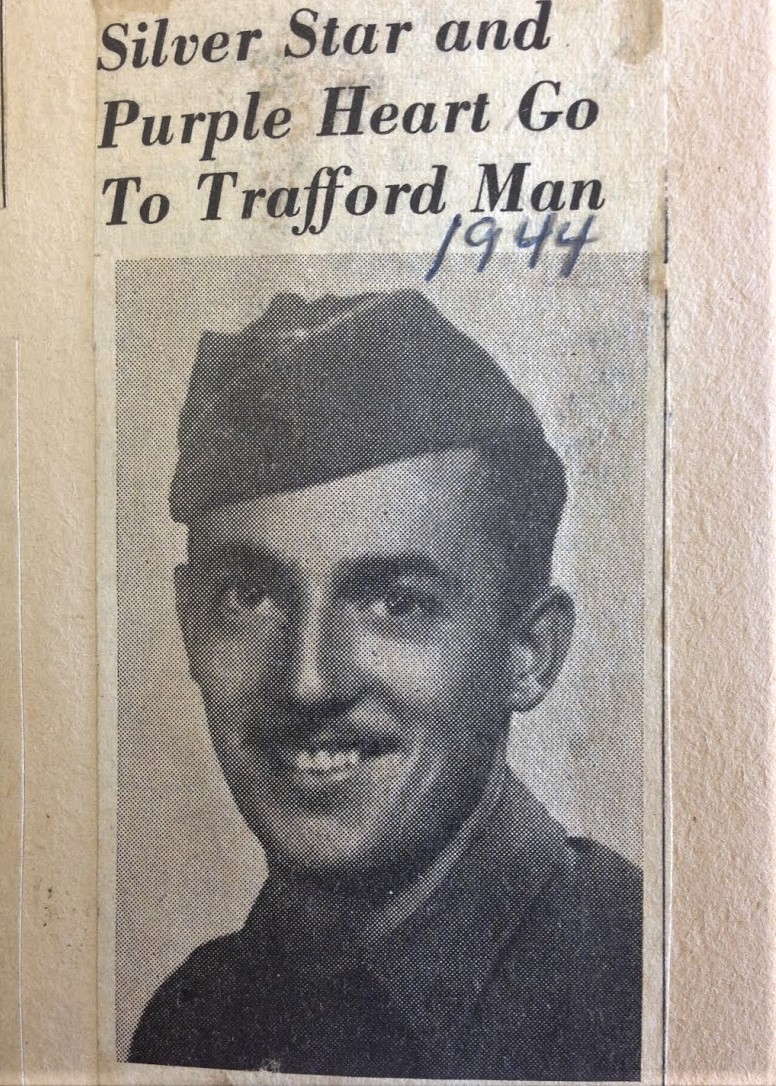 Silver Star and
Purple Heart Go
To Trafford Man
1944